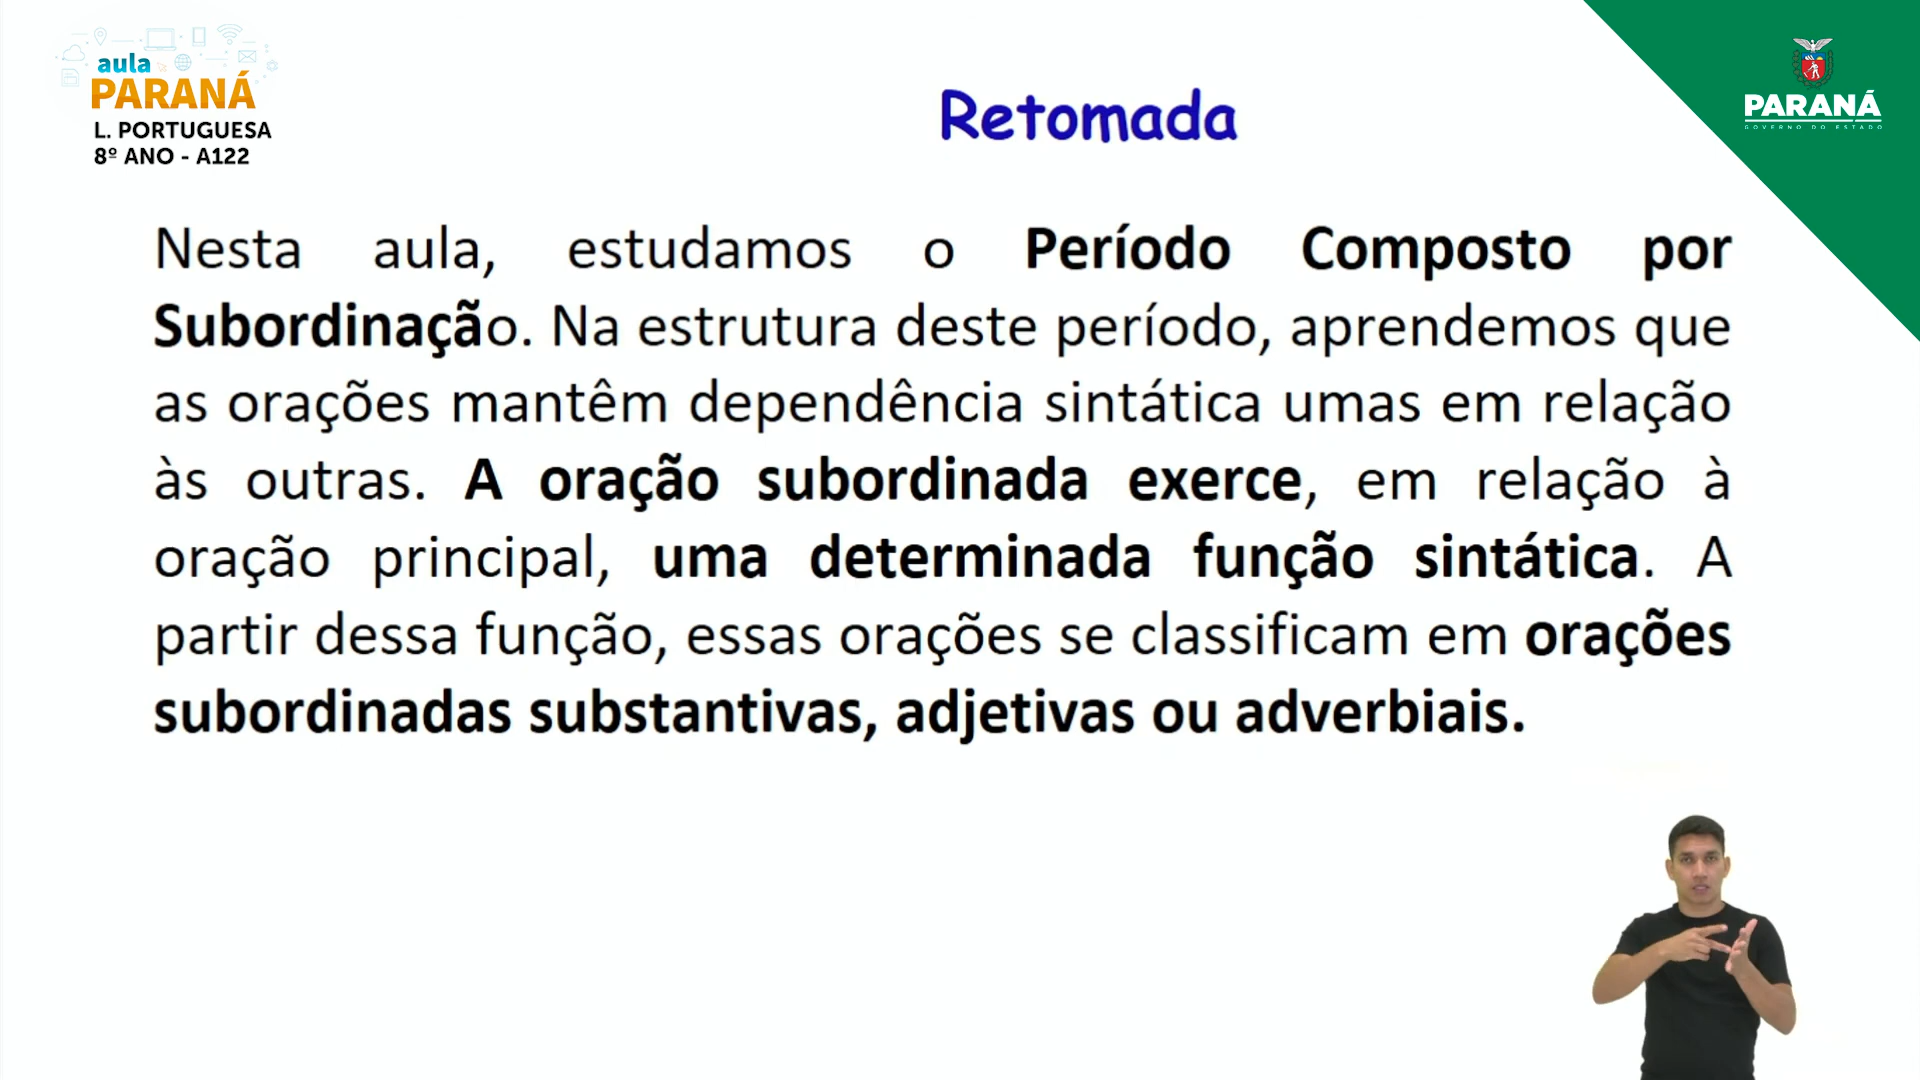 aula
PARANÁ
L. PORTUGUESA
8º ANO - A122
Retomada
PARANÁ
GOVERNO DO ESTADO
Nesta aula, estudamos o Período Composto por
Subordinação. Na estrutura deste período, aprendemos que
as orações mantêm dependência sintática umas em relação
às outras. A oração subordinada exerce, em relação à
oração principal, uma determinada função sintática. A
partir dessa função, essas orações se classificam em orações
subordinadas substantivas, adjetivas ou adverbiais.